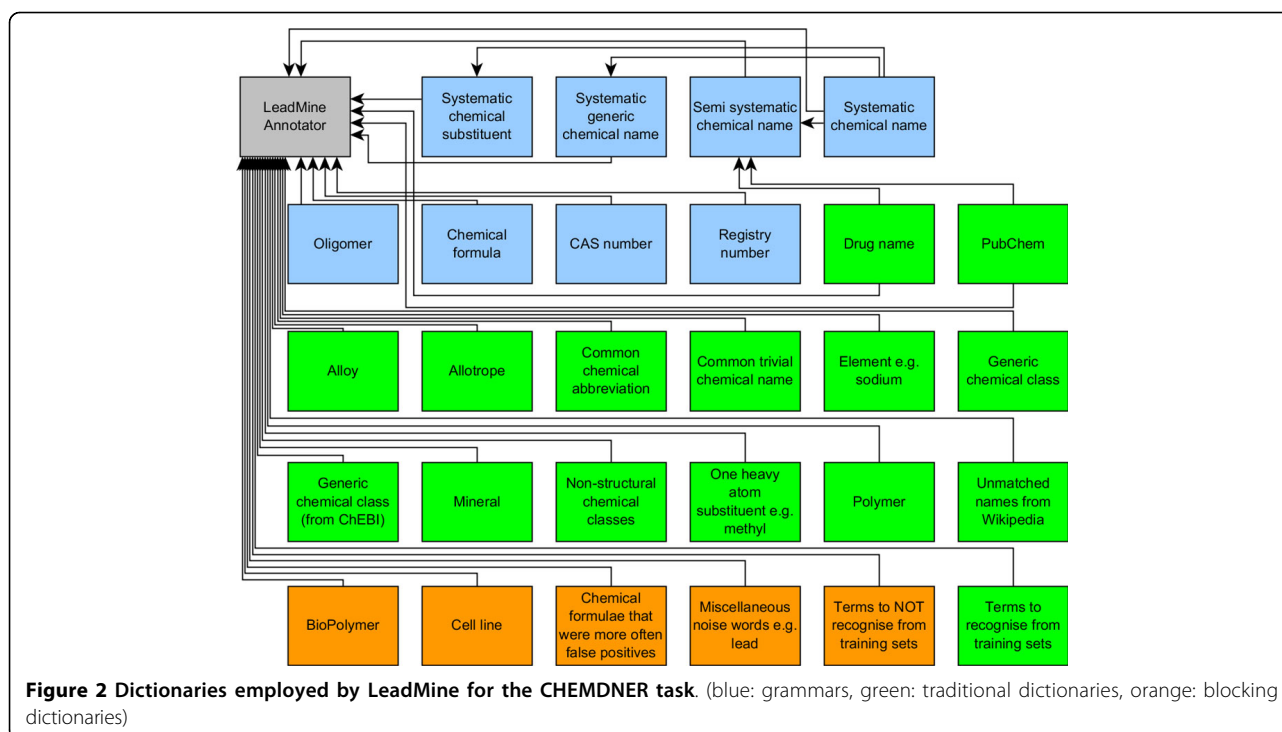 LeadMine
Annotator
Systematic
chemical
substituent
Systematic
generic
chemical name
Semi systematic
chemical name
Systematic
chemical name
Oligomer
Chemical
formula
CAS number
Registry
number
Drug name
PubChem
Alloy
Allotrope
Common
chemical
abbreviation
Common trivial
chemical name
Element e.g.
sodium
Generic
chemical class
Generic
chemical class
(from ChEBI)
Mineral
Non-structural
chemical
classes
One heavy
atom
substituent e.g.
methyl
Polymer
Unmatched
names from
Wikipedia
BioPolymer
Cell line
Chemical
formulae that
were more often
false positives
Miscellaneous
noise words e.g.
lead
Terms to NOT
recognise from
training sets
Terms to
recognise from
training sets
Figure 2 Dictionaries employed by LeadMine for the CHEMDNER task. (blue: grammars, green: traditional dictionaries, orange: blocking
dictionaries)